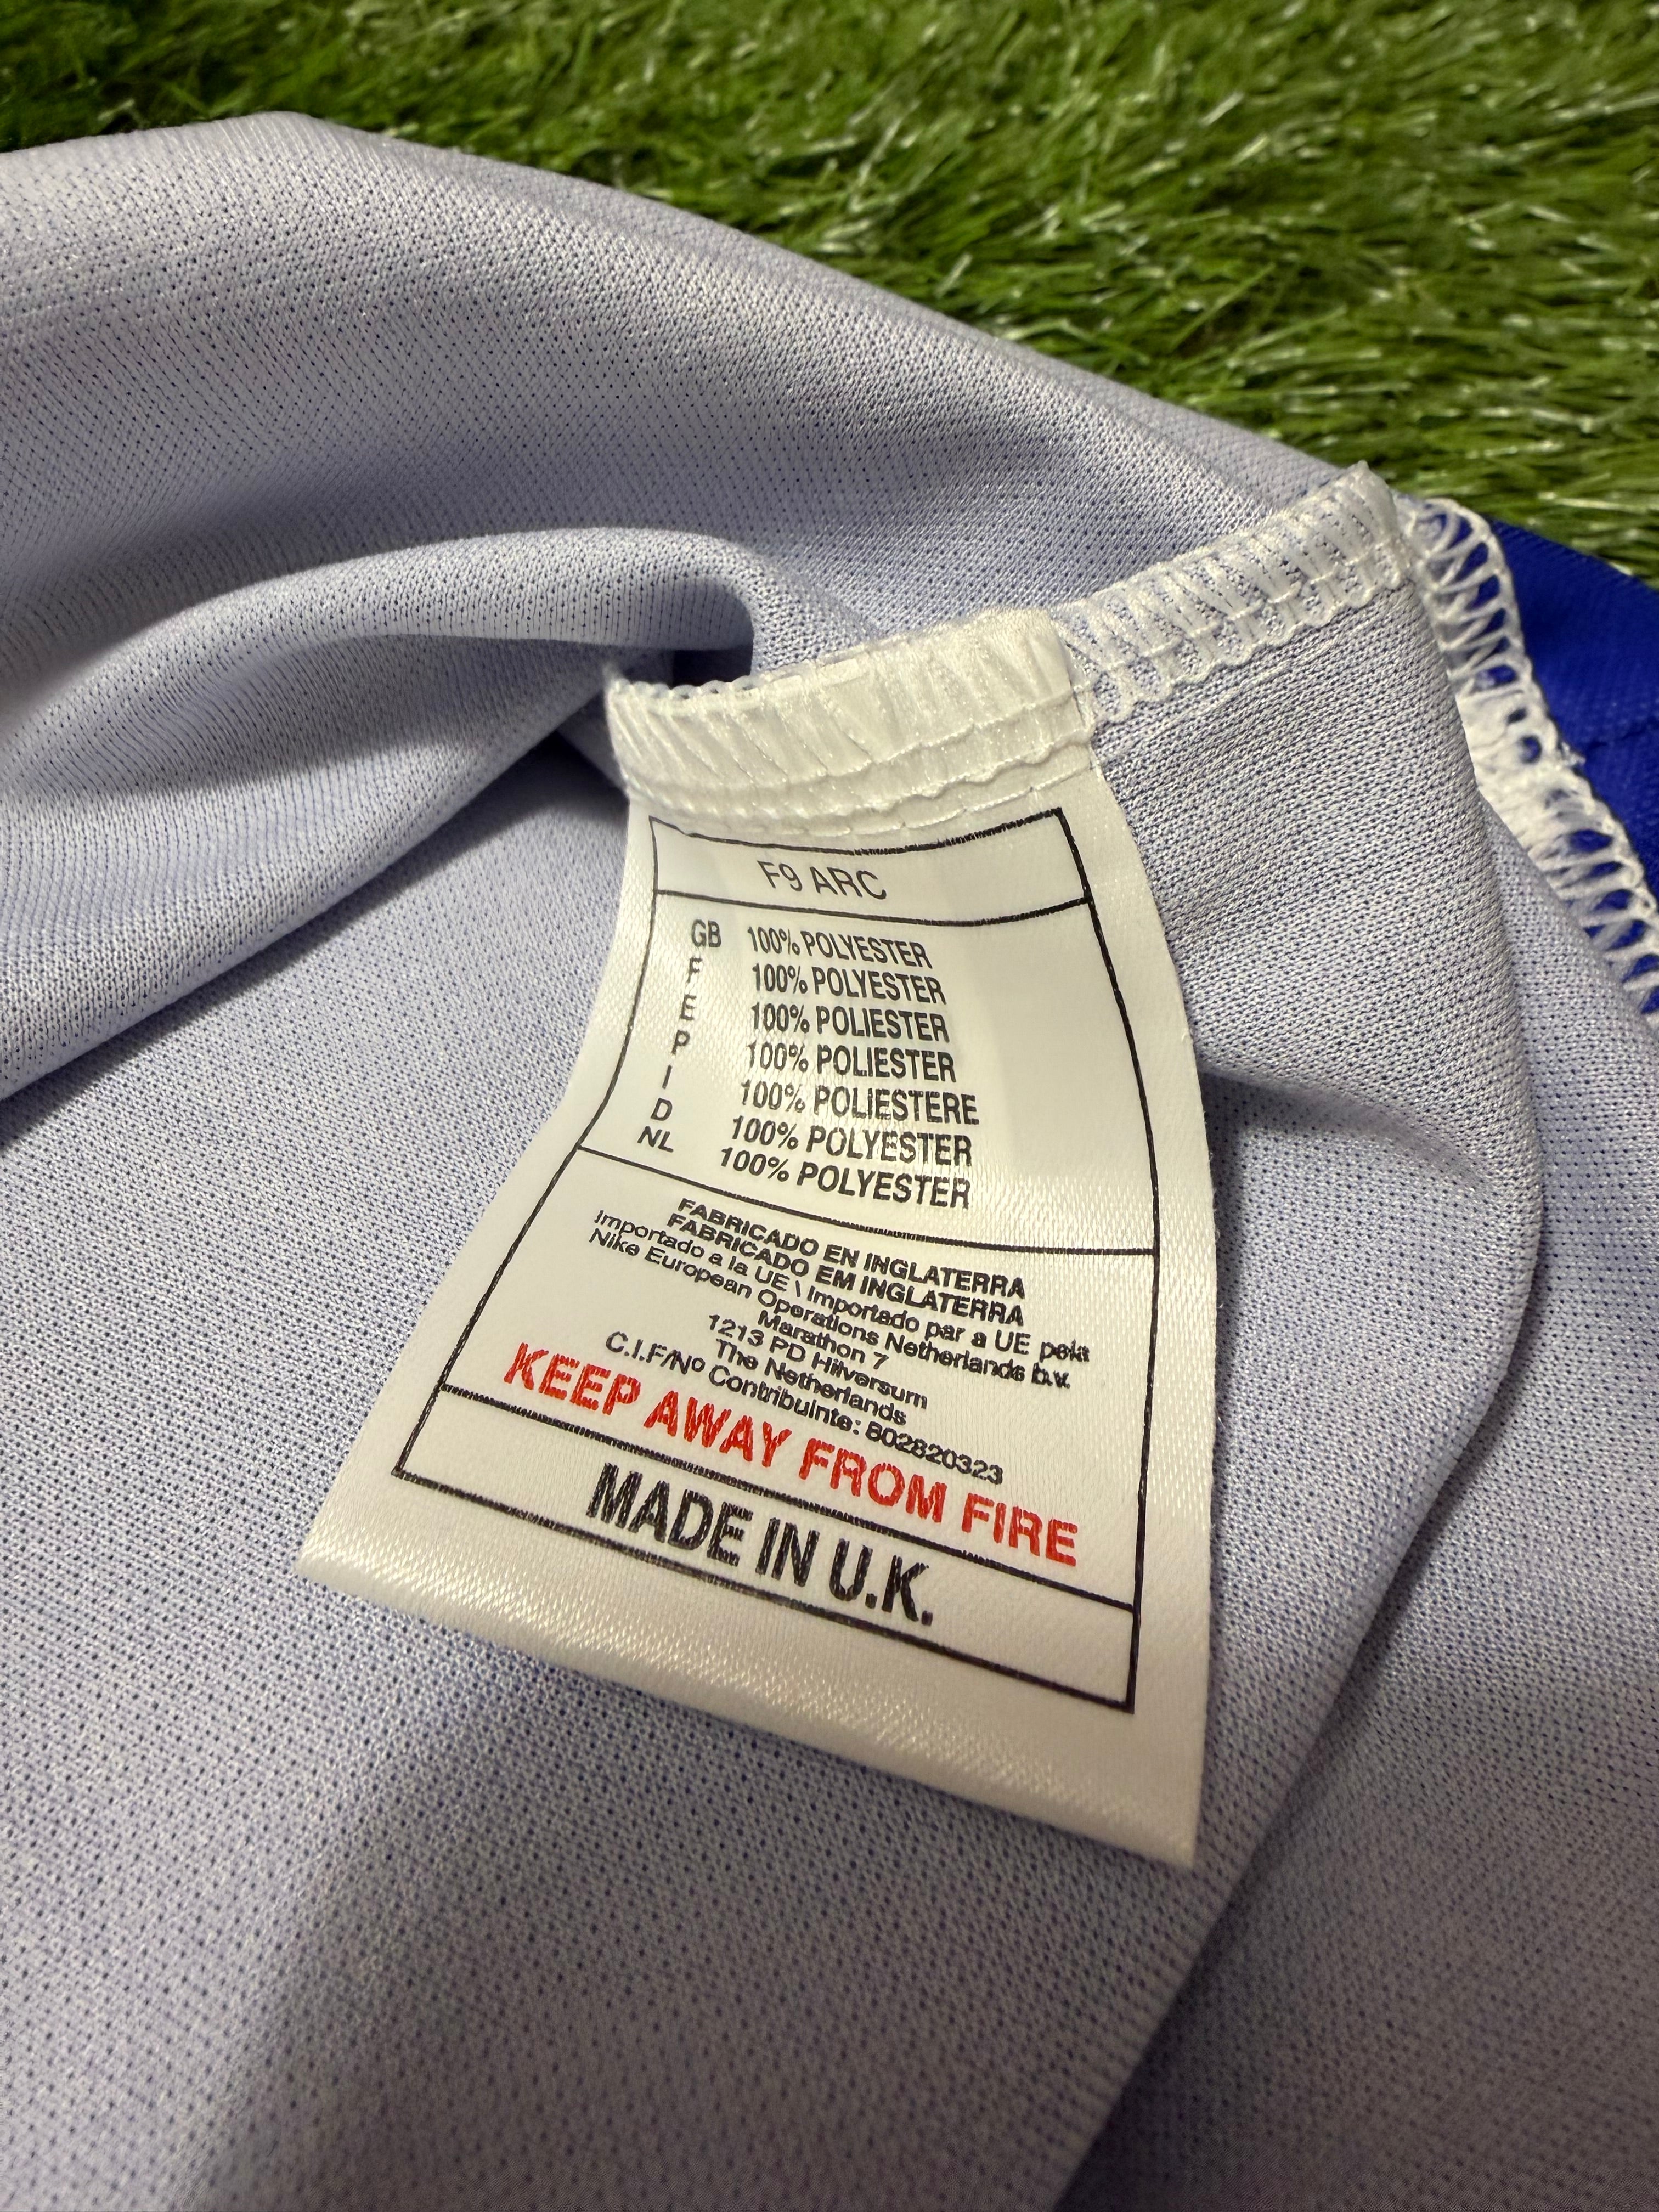 F9 ARC
GB 100% POLYESTER
F 100% POLYESTER
E 100% POLIESTER
P 100% POLIESTER
I 100% POLIESTERE
D 100% POLYESTER
NL 100% POLYESTER
FABRICADO EN INGLATERRA
FABRICADO EM INGLATERRA
Importado a la UE \ Importado par a UE pela
Nike European Operations Netherlands b.v.
Marathon 7
1213 PD Hilversum
The Netherlands
C.I.F/Nº Contribuinte: 802820323
KEEP AWAY FROM FIRE
MADE IN U.K.